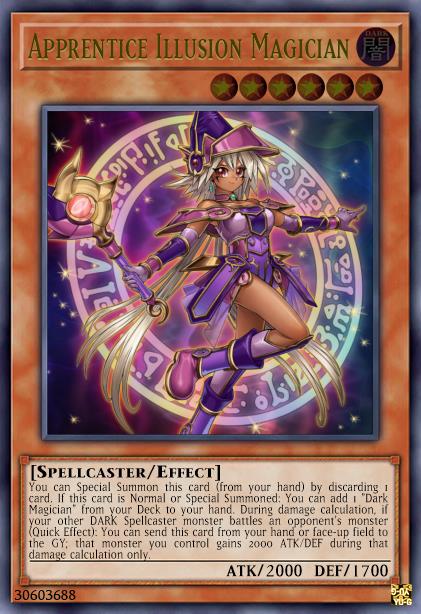 APPRENTICE ILLUSION MAGICIAN
DARK
闇
[SPELLCASTER/EFFECT]
You can Special Summon this card (from your hand) by discarding 1
card. If this card is Normal or Special Summoned: You can add 1 "Dark
Magician" from your Deck to your hand. During damage calculation, if
your other DARK Spellcaster monster battles an opponent's monster
(Quick Effect): You can send this card from your hand or face-up field to
the GY; that monster you control gains 2000 ATK/DEF during that
damage calculation only.
ATK/2000 DEF/1700
30603688